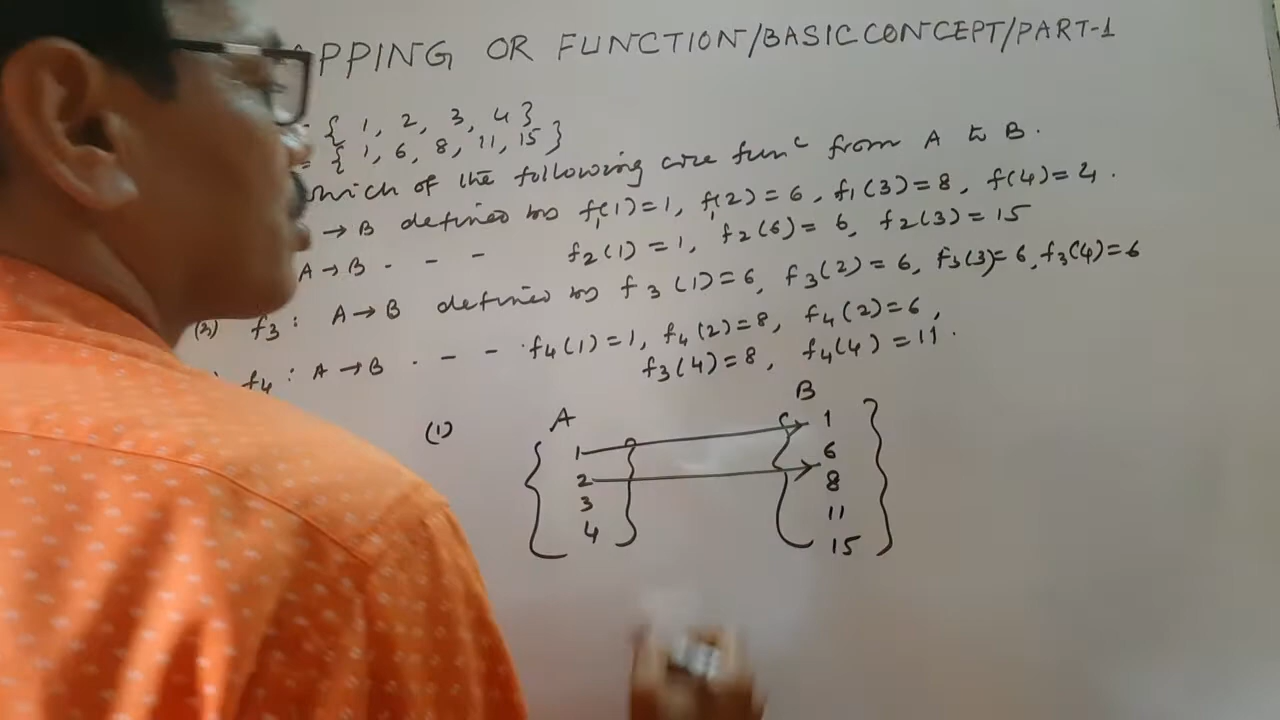 PPING OR FUNCTION/BASIC CONCEPT/PART-1
= { 1, 2, 3, 4 }
= { 1, 6, 8, 11, 15 }
which of the following are funᶜ from A to B.
→ B defined as f₁(1)=1, f₁(2)=6, f₁(3)=8, f(4)=4.
A→B - - - f₂(1)=1, f₂(6)=6, f₂(3)=15
(3) f₃: A→B defined as f₃(1)=6, f₃(2)=6, f₃(3)=6, f₃(4)=6
f₄: A→B - - - f₄(1)=1, f₄(2)=8, f₄(2)=6,
f₃(4)=8, f₄(4)=11.
(1) A B
1 1
2 6
3 8
4 11
15